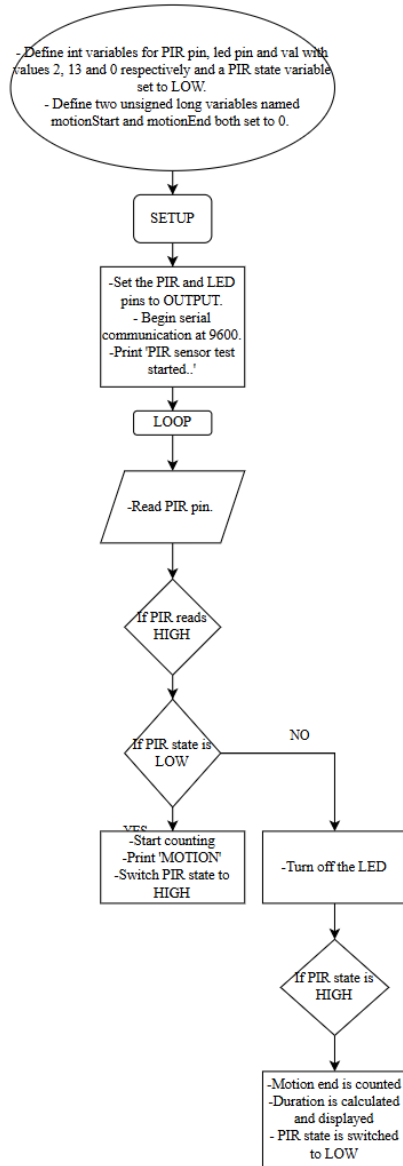 - Define int variables for PIR pin, led pin and val with
values 2, 13 and 0 respectively and a PIR state variable
set to LOW.
- Define two unsigned long variables named
motionStart and motionEnd both set to 0.
SETUP
-Set the PIR and LED
pins to OUTPUT.
- Begin serial
communication at 9600.
-Print 'PIR sensor test
started..'
LOOP
-Read PIR pin.
If PIR reads
HIGH
If PIR state is
LOW
NO
YES
-Start counting
-Print 'MOTION'
-Switch PIR state to
HIGH
-Turn off the LED
If PIR state is
HIGH
-Motion end is counted
-Duration is calculated
and displayed
- PIR state is switched
to LOW